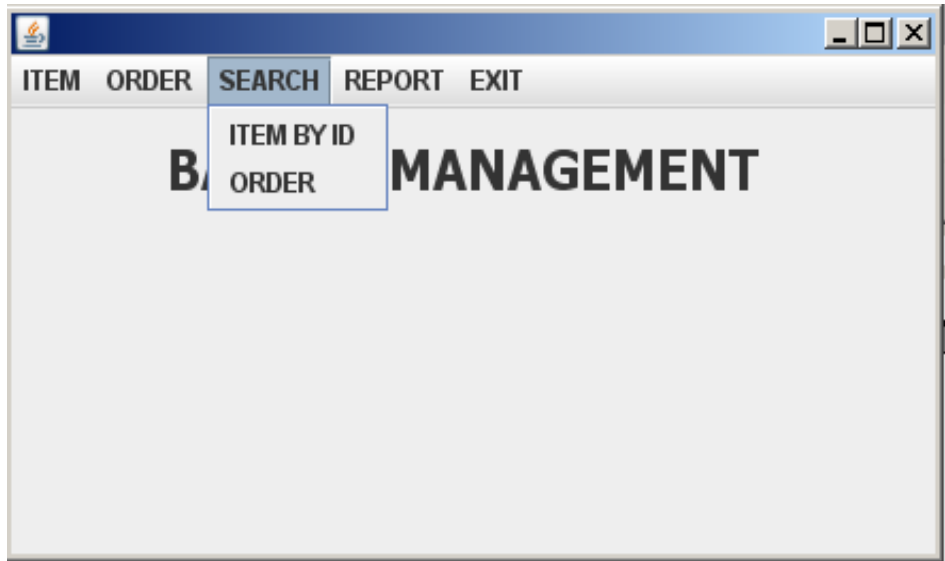 ITEM ORDER SEARCH REPORT EXIT
ITEM BY ID
ORDER
MANAGEMENT